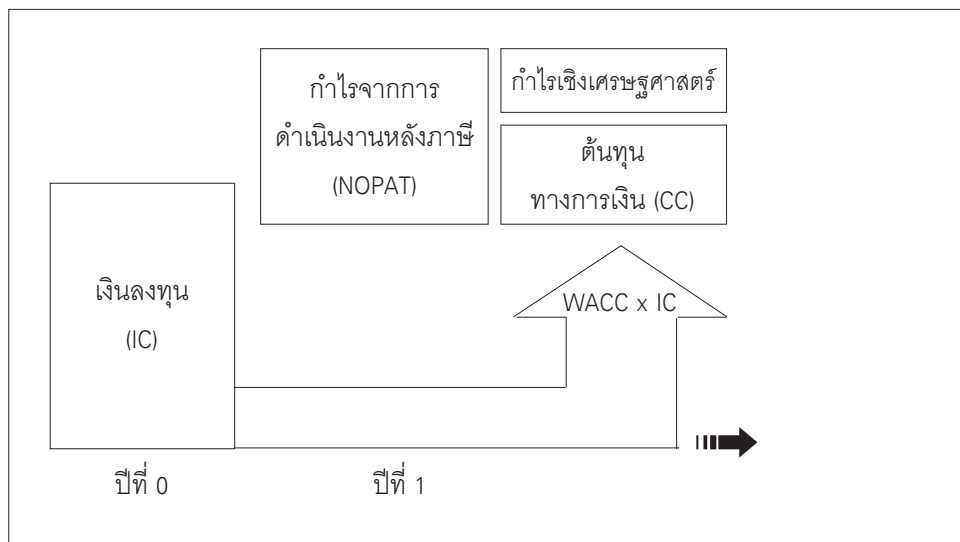 กำไรจากการ
ดำเนินงานหลังภาษี
(NOPAT)
กำไรเชิงเศรษฐศาสตร์
ต้นทุน
ทางการเงิน (CC)
เงินลงทุน
(IC)
WACC x IC
ปีที่ 0
ปีที่ 1